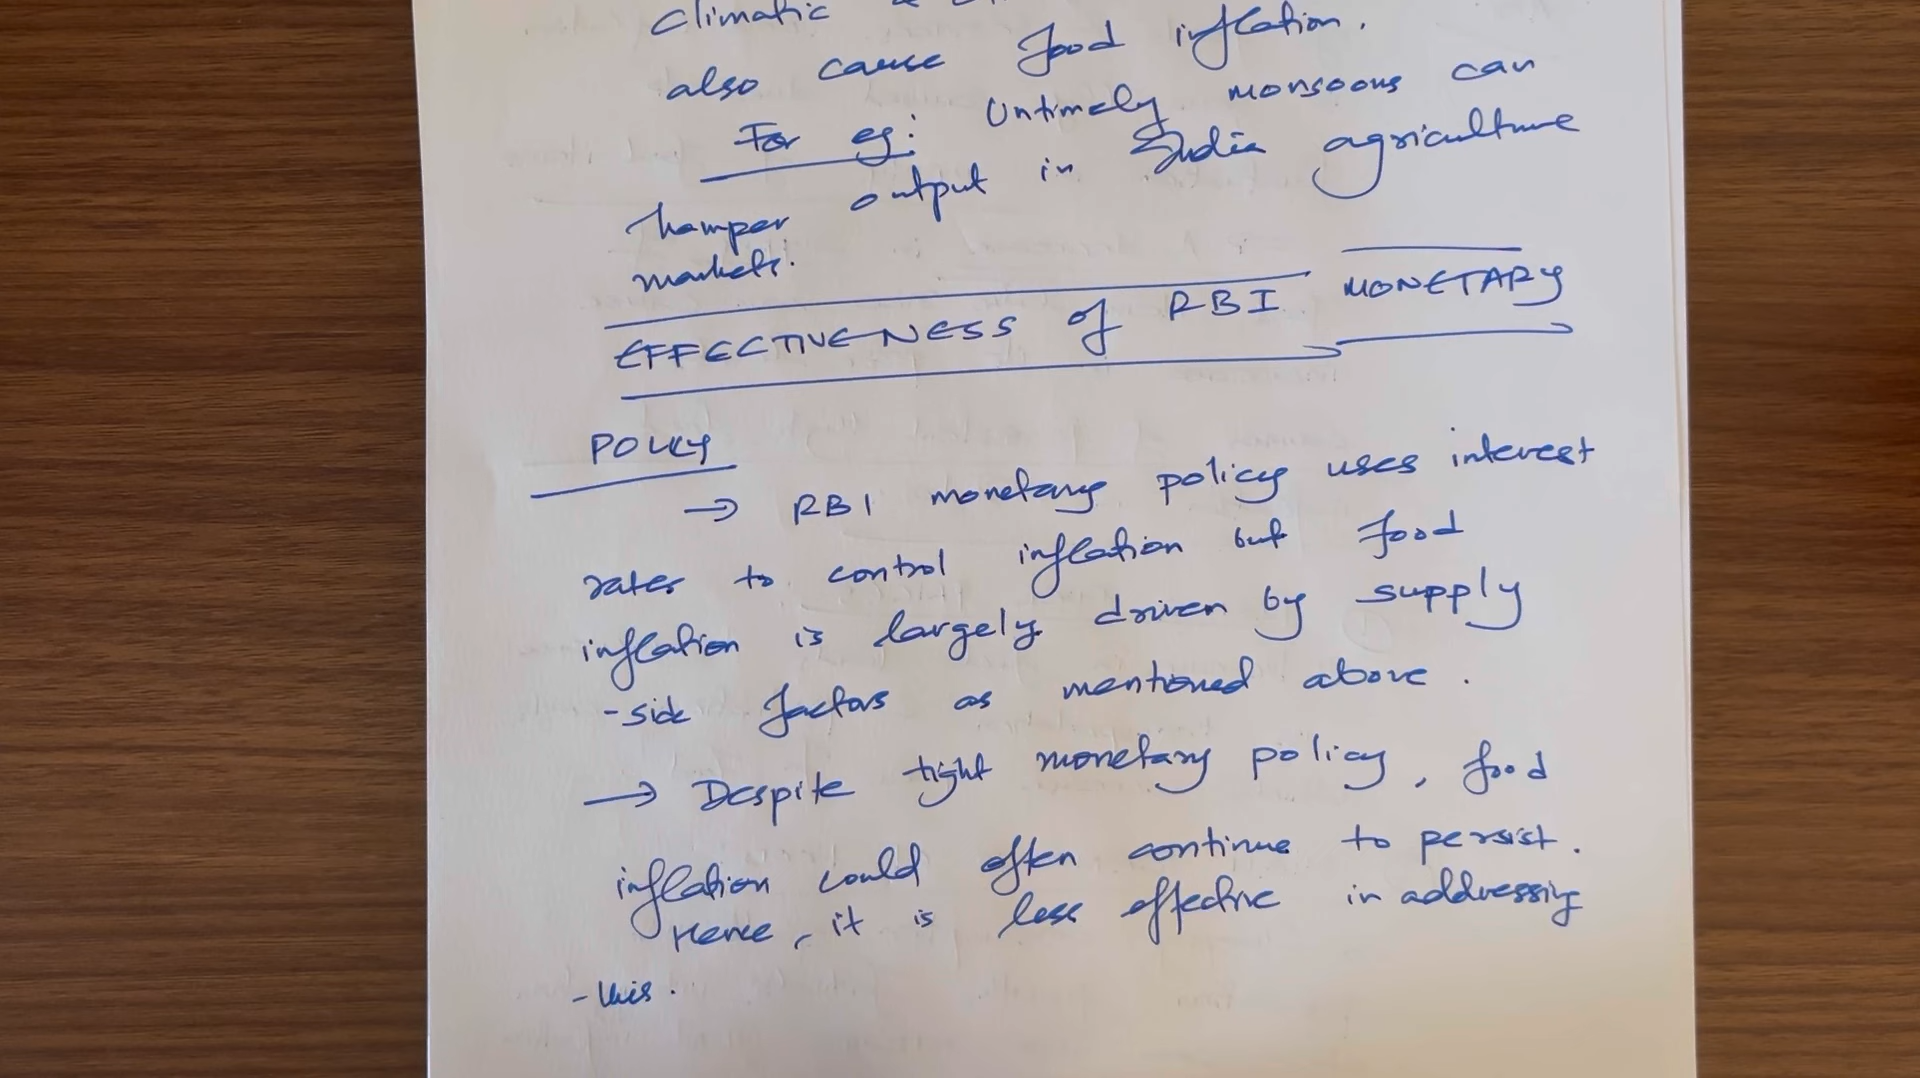 climatic &
also cause food inflation.
For eg: Untimely monsoons can
hamper output in India agriculture
markets.
EFFECTIVENESS of RBI MONETARY
POLICY
→ RBI monetary policy uses interest
rates to control inflation but food
inflation is largely driven by supply
-side factors as mentioned above.
→ Despite tight monetary policy, food
inflation could often continue to persist.
Hence, it is less effective in addressing
-this.